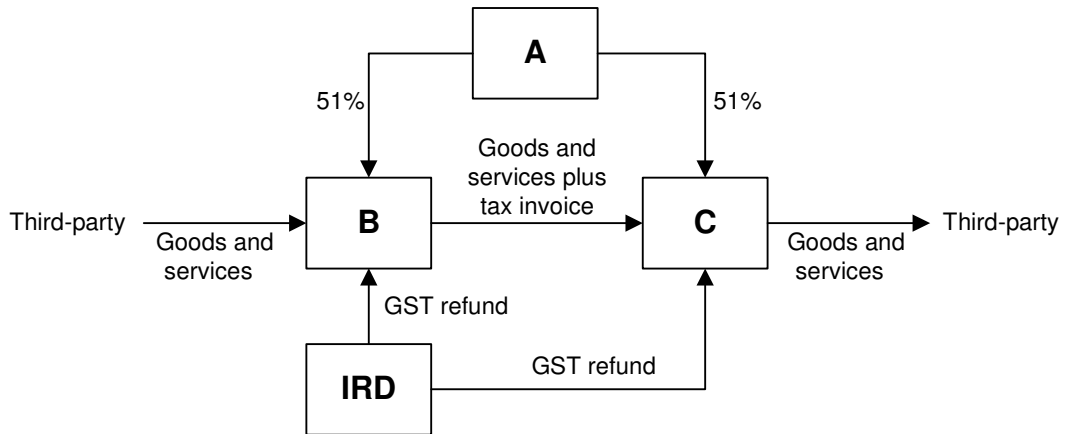 A
51%
51%
Goods and
services plus
tax invoice
Third-party
B
C
Third-party
Goods and
services
Goods and
services
GST refund
GST refund
IRD